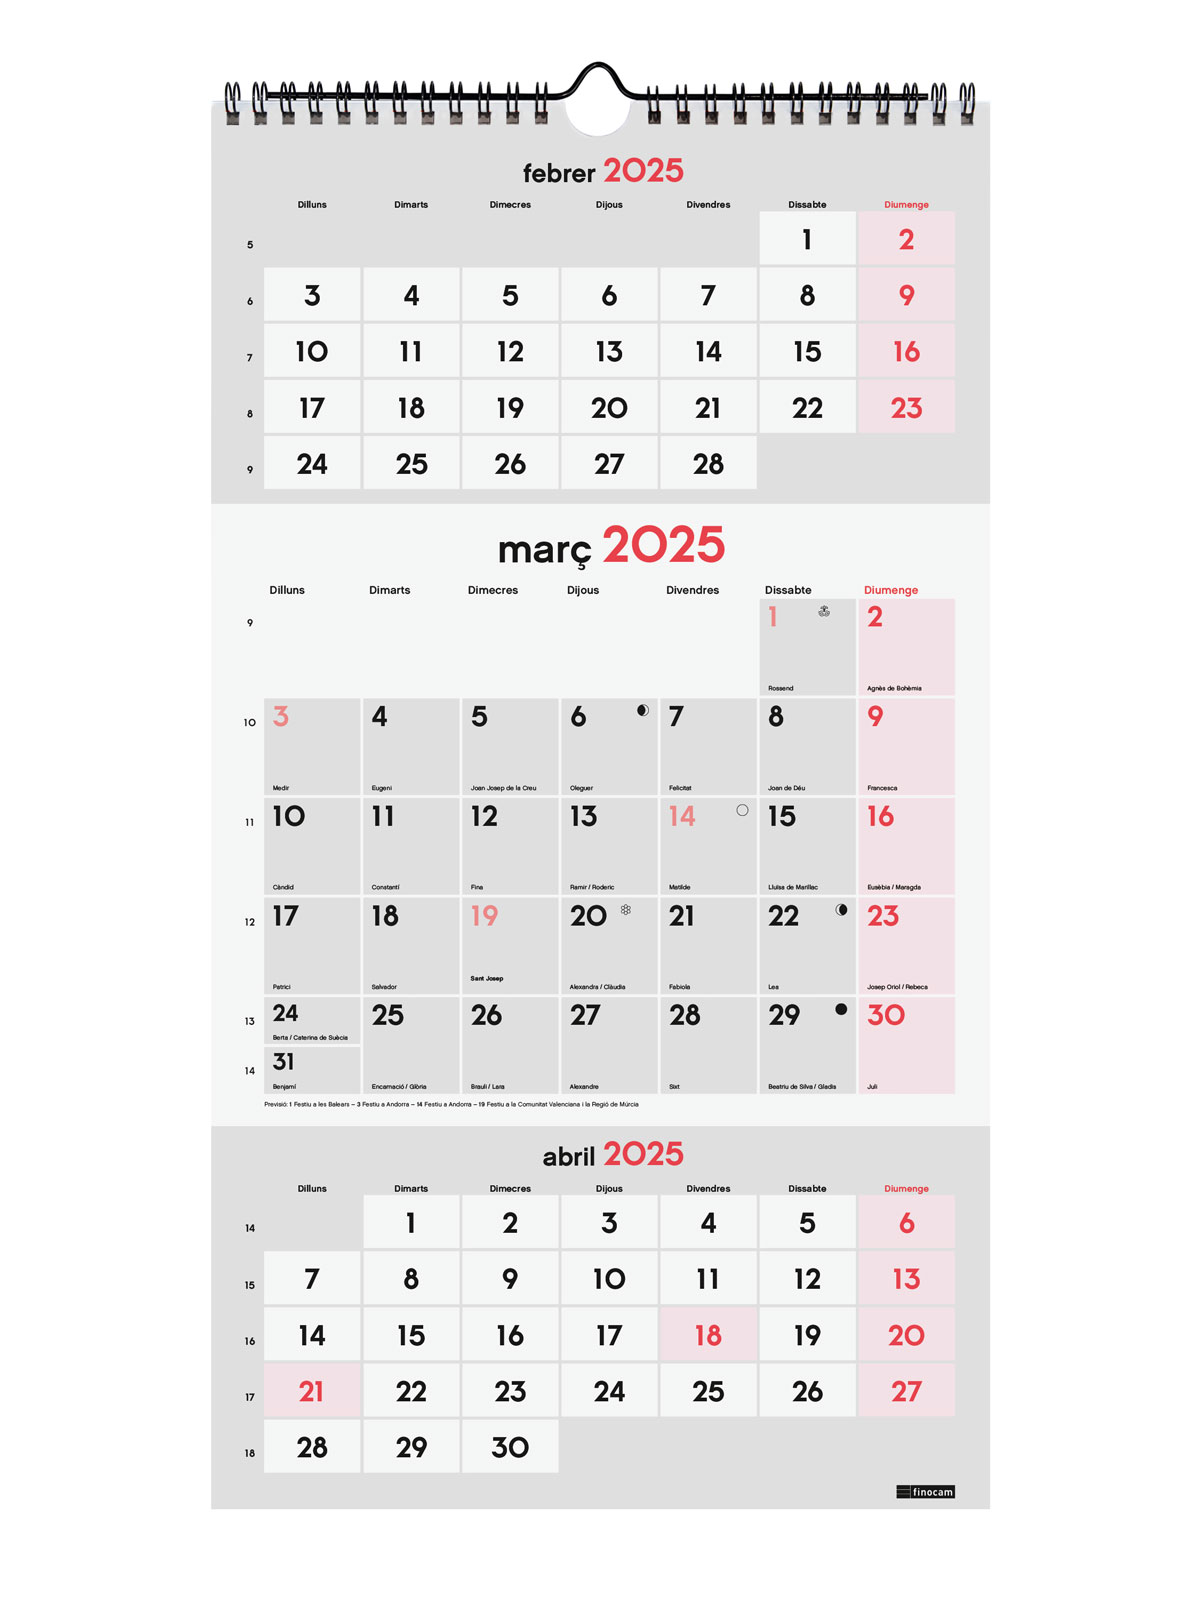 febrer 2025
Dilluns Dimarts Dimecres Dijous Divendres Dissabte Diumenge
5 1 2
6 3 4 5 6 7 8 9
7 10 11 12 13 14 15 16
8 17 18 19 20 21 22 23
9 24 25 26 27 28
març 2025
Dilluns Dimarts Dimecres Dijous Divendres Dissabte Diumenge
9 1 2
Rossend Agnès de Bohèmia
10 3 4 5 6 7 8 9
Medir Eugeni Joan Josep de la Creu Oleguer Felicitat Joan de Déu Francesca
11 10 11 12 13 14 15 16
Càndid Constantí Fina Ramir / Roderic Matilde Lluïsa de Marillac Eusèbia / Maragda
12 17 18 19 20 21 22 23
Sant Josep
Patrici Salvador Alexandra / Clàudia Fabiola Lea Josep Oriol / Rebeca
13 24 25 26 27 28 29 30
Berta / Caterina de Suècia
14 31
Benjamí Encarnació / Glòria Brauli / Lara Alexandre Sixt Beatriu de Silva / Gladis Juli
Previsió: 1 Festiu a les Balears – 3 Festiu a Andorra – 14 Festiu a Andorra – 19 Festiu a la Comunitat Valenciana i la Regió de Múrcia
abril 2025
Dilluns Dimarts Dimecres Dijous Divendres Dissabte Diumenge
14 1 2 3 4 5 6
15 7 8 9 10 11 12 13
16 14 15 16 17 18 19 20
17 21 22 23 24 25 26 27
18 28 29 30
finocam